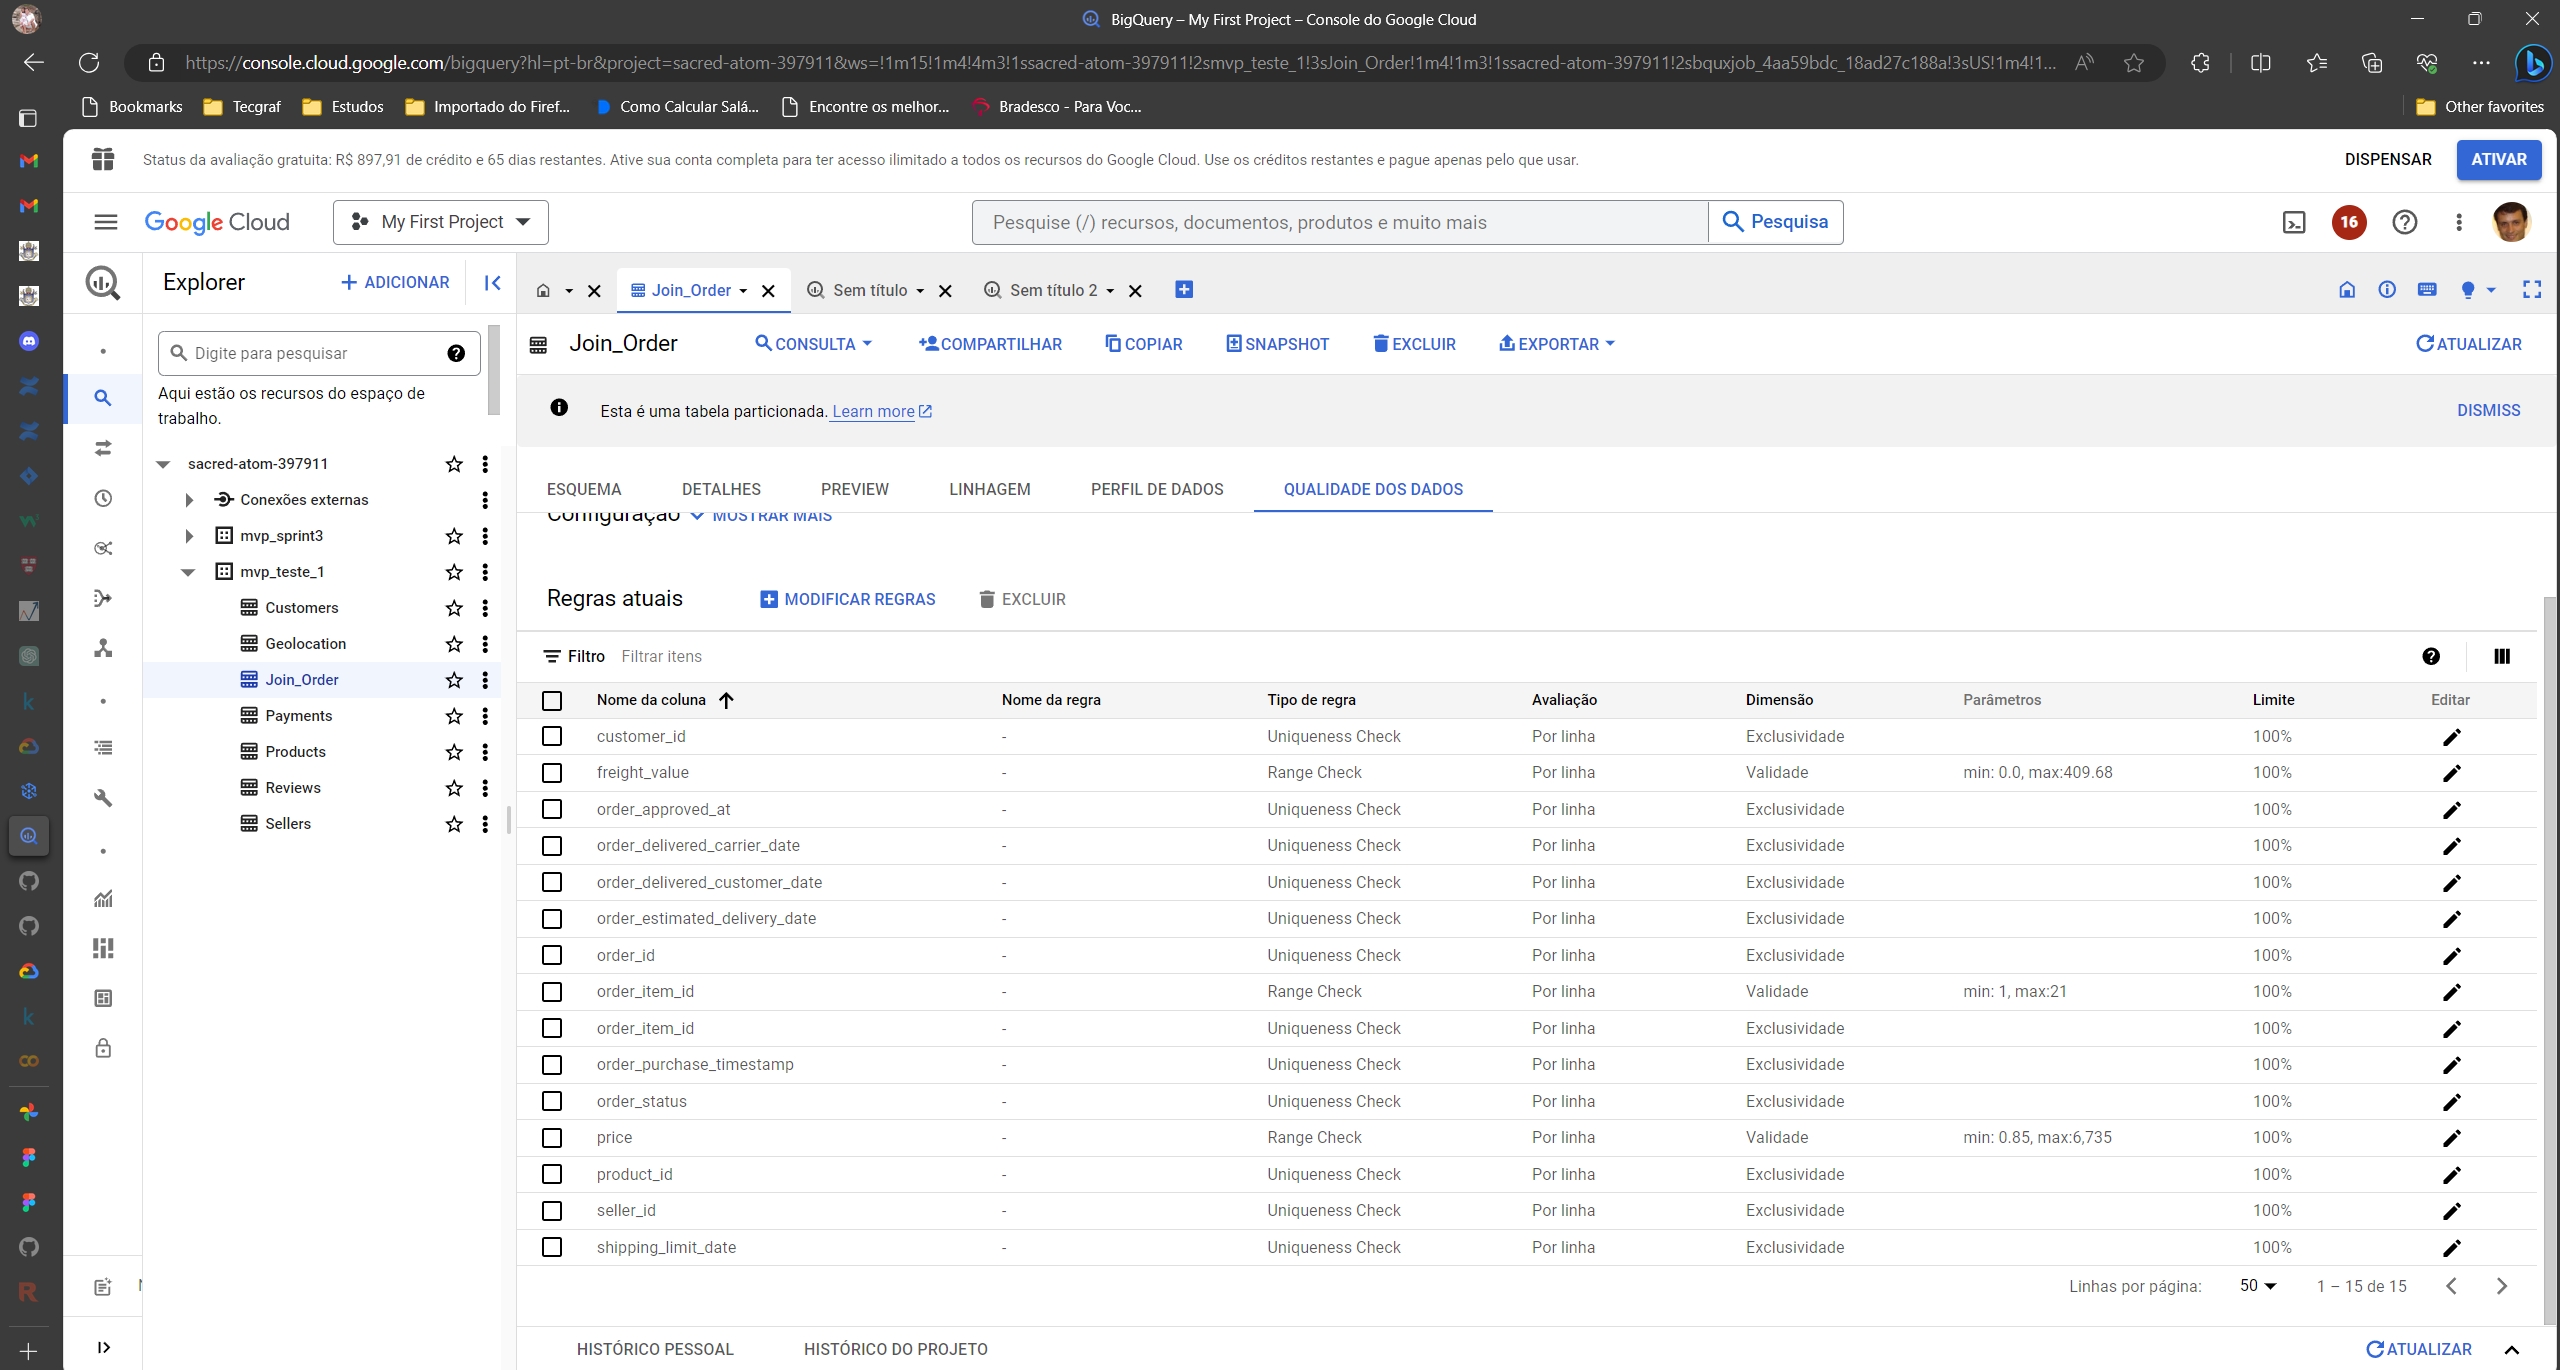 BigQuery – My First Project – Console do Google Cloud
https://console.cloud.google.com/bigquery?hl=pt-br&project=sacred-atom-397911&ws=!1m15!1m4!4m3!1ssacred-atom-397911!2smvp_teste_1!3sJoin_Order!1m4!1m3!1ssacred-atom-397911!2sbquxjob_4aa59bdc_18ad27c188a!3sUS!1m4!1...
Bookmarks Tecgraf Estudos Importado do Firef... Como Calcular Salá... Encontre os melhor... Bradesco - Para Voc... Other favorites
Status da avaliação gratuita: R$ 897,91 de crédito e 65 dias restantes. Ative sua conta completa para ter acesso ilimitado a todos os recursos do Google Cloud. Use os créditos restantes e pague apenas pelo que usar. DISPENSAR ATIVAR
Google Cloud My First Project Pesquise (/) recursos, documentos, produtos e muito mais Pesquisa 16
Explorer + ADICIONAR
Join_Order Sem título Sem título 2
Digite para pesquisar
Aqui estão os recursos do espaço de
trabalho.
sacred-atom-397911
Conexões externas
mvp_sprint3
mvp_teste_1
Customers
Geolocation
Join_Order
Payments
Products
Reviews
Sellers
Join_Order CONSULTA COMPARTILHAR COPIAR SNAPSHOT EXCLUIR EXPORTAR ATUALIZAR
Esta é uma tabela particionada. Learn more DISMISS
ESQUEMA DETALHES PREVIEW LINHAGEM PERFIL DE DADOS QUALIDADE DOS DADOS
Configuração MOSTRAR MAIS
Regras atuais MODIFICAR REGRAS EXCLUIR
Filtro Filtrar itens
Nome da coluna Nome da regra Tipo de regra Avaliação Dimensão Parâmetros Limite Editar
customer_id - Uniqueness Check Por linha Exclusividade 100%
freight_value - Range Check Por linha Validade min: 0.0, max:409.68 100%
order_approved_at - Uniqueness Check Por linha Exclusividade 100%
order_delivered_carrier_date - Uniqueness Check Por linha Exclusividade 100%
order_delivered_customer_date - Uniqueness Check Por linha Exclusividade 100%
order_estimated_delivery_date - Uniqueness Check Por linha Exclusividade 100%
order_id - Uniqueness Check Por linha Exclusividade 100%
order_item_id - Range Check Por linha Validade min: 1, max:21 100%
order_item_id - Uniqueness Check Por linha Exclusividade 100%
order_purchase_timestamp - Uniqueness Check Por linha Exclusividade 100%
order_status - Uniqueness Check Por linha Exclusividade 100%
price - Range Check Por linha Validade min: 0.85, max:6,735 100%
product_id - Uniqueness Check Por linha Exclusividade 100%
seller_id - Uniqueness Check Por linha Exclusividade 100%
shipping_limit_date - Uniqueness Check Por linha Exclusividade 100%
Linhas por página: 50 1 – 15 de 15
HISTÓRICO PESSOAL HISTÓRICO DO PROJETO ATUALIZAR